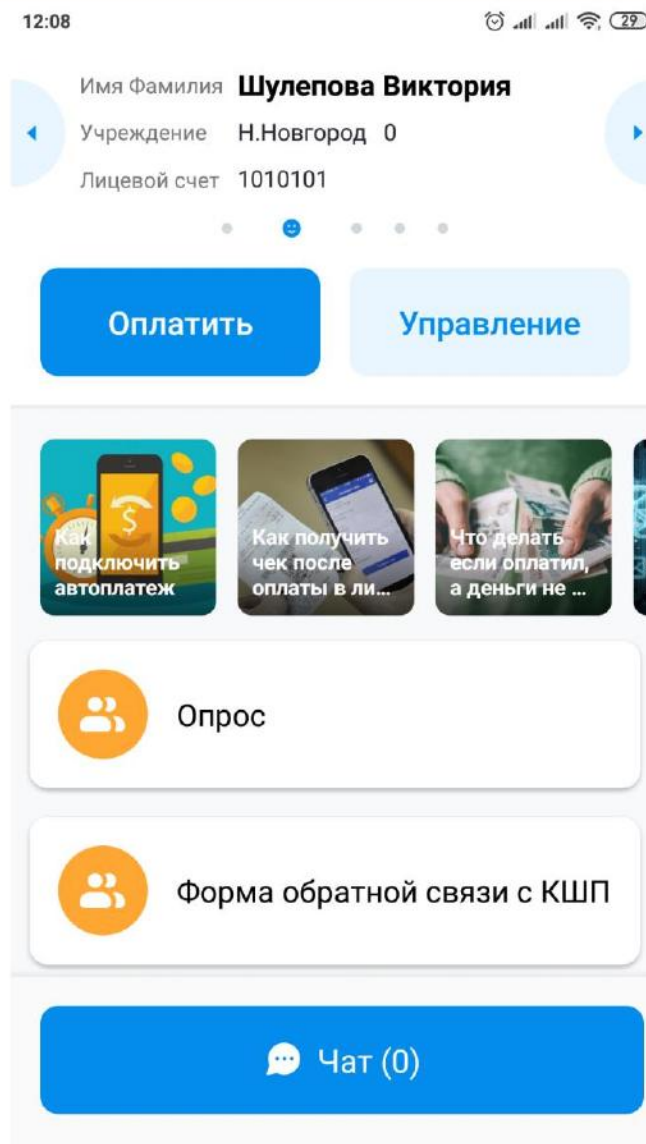 12:08
29
Имя Фамилия Шулепова Виктория
Учреждение Н.Новгород 0
Лицевой счет 1010101
Оплатить
Управление
Как
подключить
автоплатеж
Как получить
чек после
оплаты в ли...
Что делать
если оплатил,
а деньги не ...
Опрос
Форма обратной связи с КШП
Чат (0)